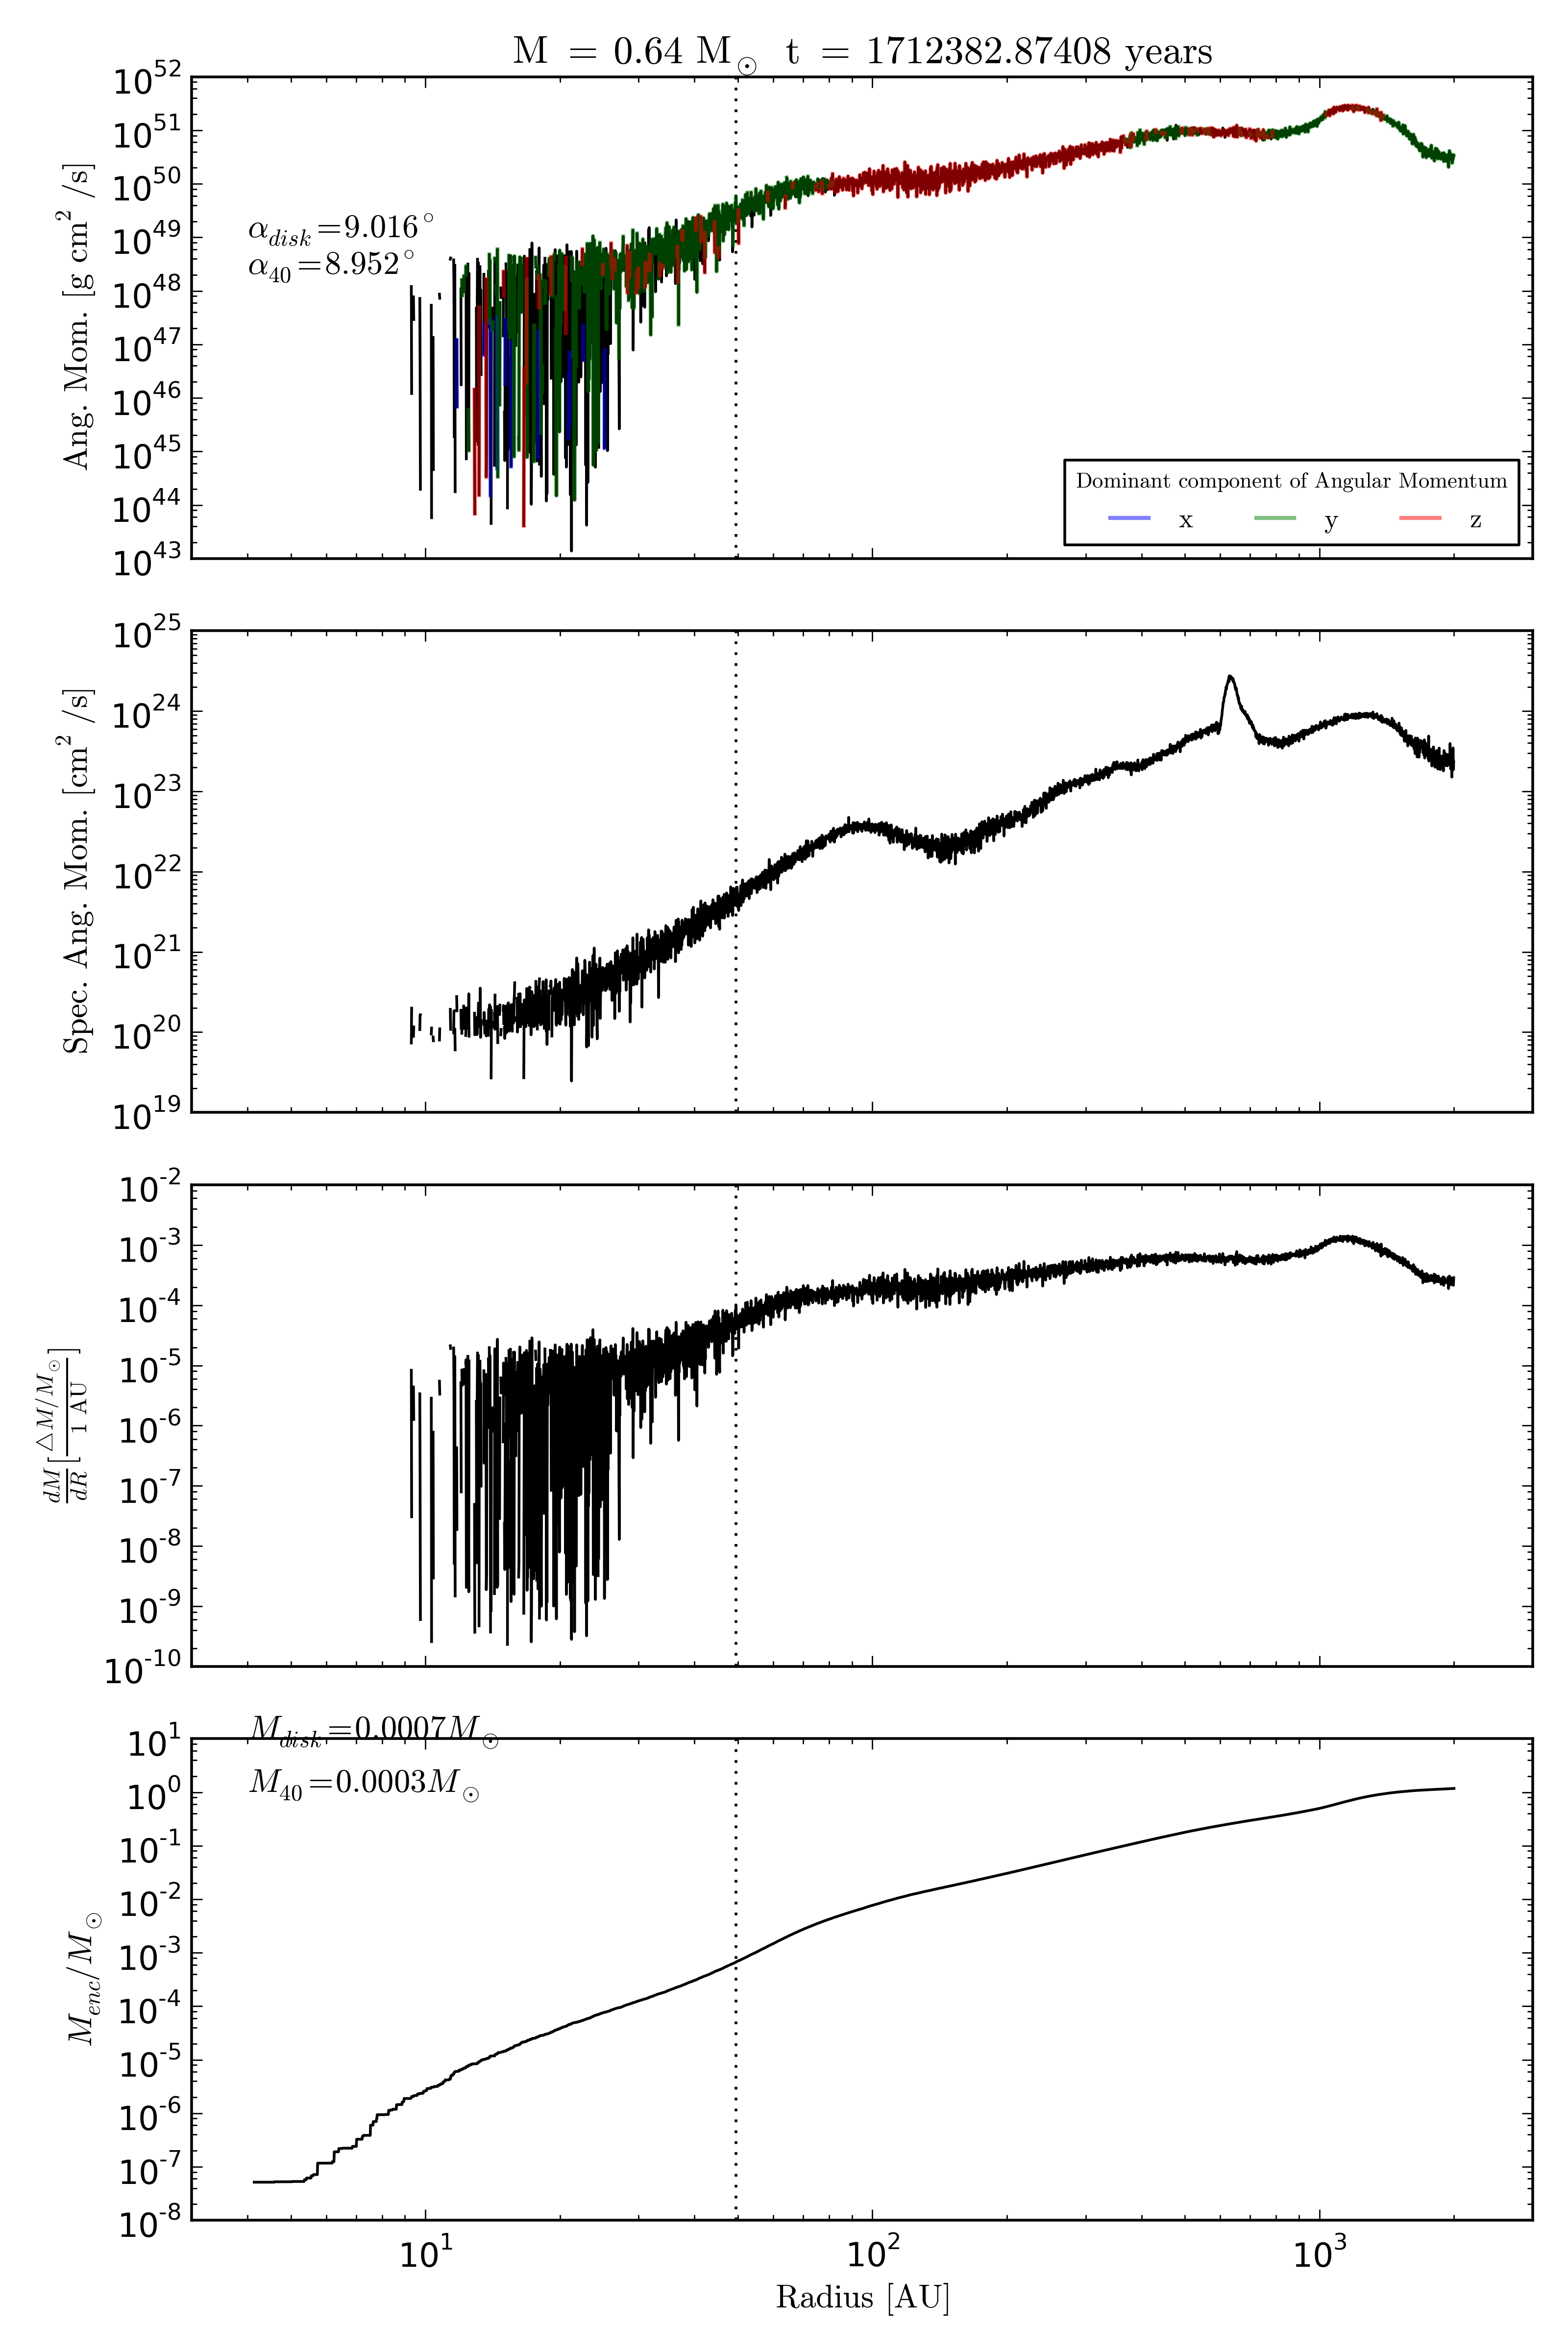 M = 0.64 M⊙ t = 1712382.87408 years
10^52
10^51
10^50
10^49
10^48
10^47
10^46
10^45
10^44
10^43
Ang. Mom. [g cm^2 /s]
α_disk=9.016°
α_40=8.952°
Dominant component of Angular Momentum
x y z
10^25
10^24
10^23
10^22
10^21
10^20
10^19
Spec. Ang. Mom. [cm^2 /s]
10^-2
10^-3
10^-4
10^-5
10^-6
10^-7
10^-8
10^-9
10^-10
dM/dR [△M/M⊙ / 1 AU]
M_disk=0.0007M⊙
M_40=0.0003M⊙
10^1
10^0
10^-1
10^-2
10^-3
10^-4
10^-5
10^-6
10^-7
10^-8
M_enc/M⊙
10^1 10^2 10^3
Radius [AU]